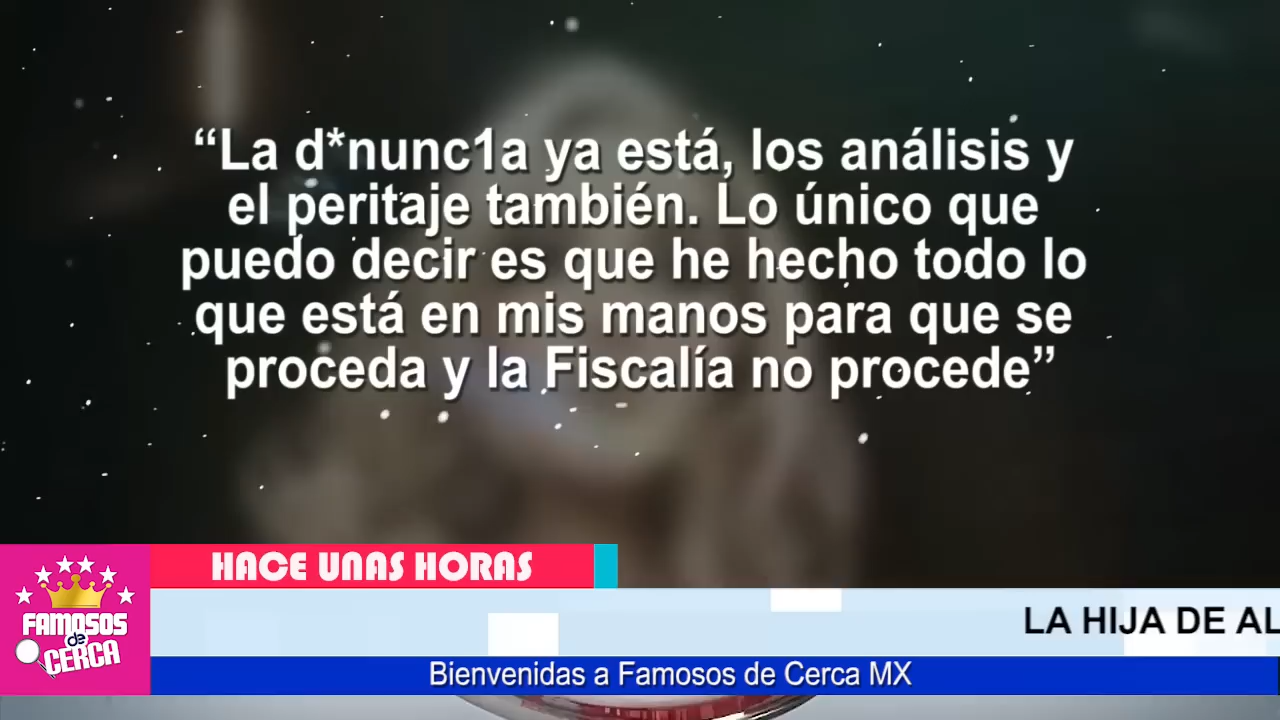 “La d*nunc1a ya está, los análisis y
el peritaje también. Lo único que
puedo decir es que he hecho todo lo
que está en mis manos para que se
proceda y la Fiscalía no procede”
HACE UNAS HORAS
FAMOSOS
de
CERCA
LA HIJA DE AL
Bienvenidas a Famosos de Cerca MX